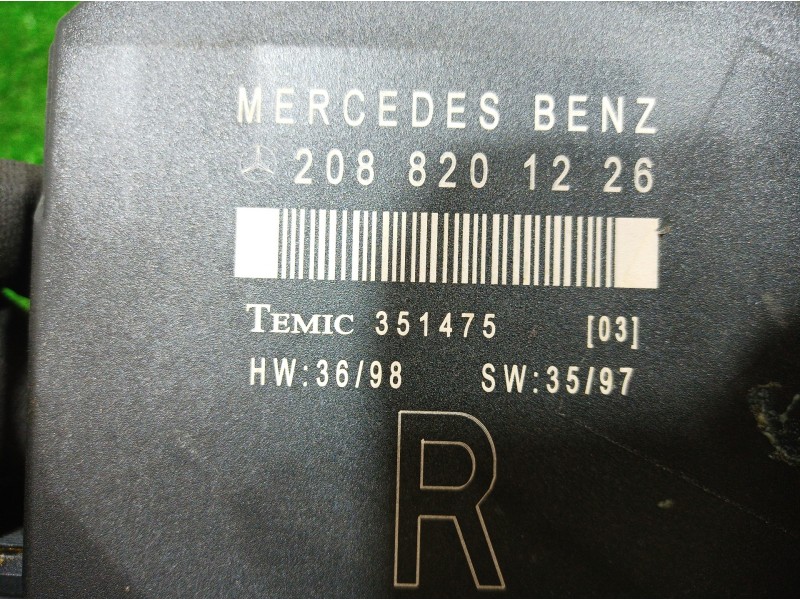 MERCEDES BENZ
208 820 12 26
TEMIC 351475 [03]
HW:36/98 SW:35/97
R